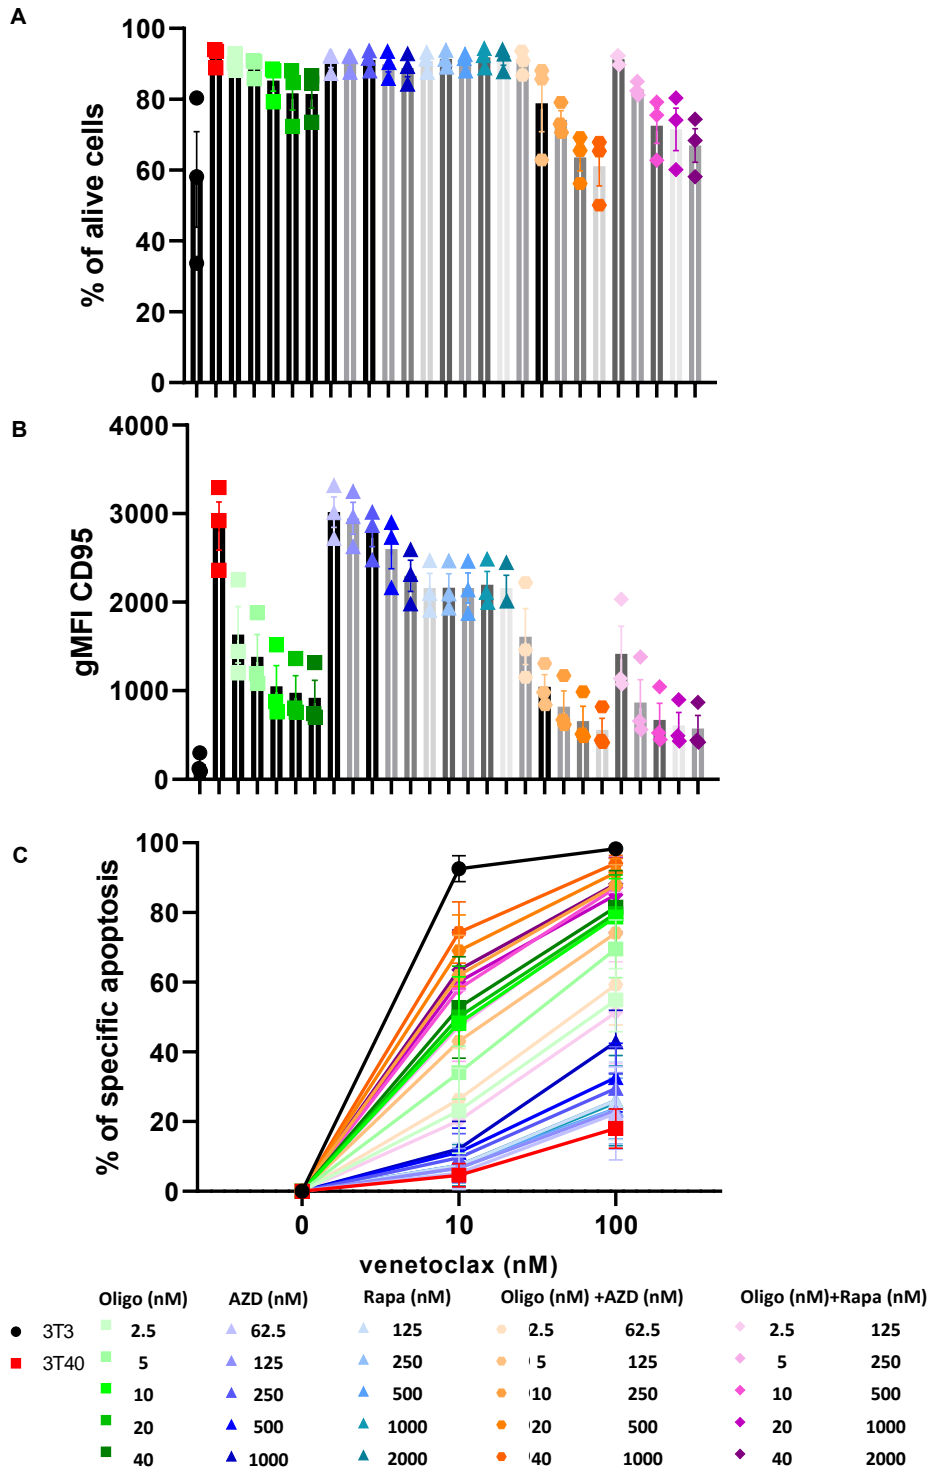 A
% of alive cells
100
80
60
40
20
0
B
gMFI CD95
4000
3000
2000
1000
0
C
% of specific apoptosis
100
80
60
40
20
0
0 10 100
venetoclax (nM)
Oligo (nM) AZD (nM) Rapa (nM) Oligo (nM) +AZD (nM) Oligo (nM)+Rapa (nM)
3T3 2.5 62.5 125 2.5 62.5 2.5 125
3T40 5 125 250 5 125 5 250
10 250 500 10 250 10 500
20 500 1000 20 500 20 1000
40 1000 2000 40 1000 40 2000